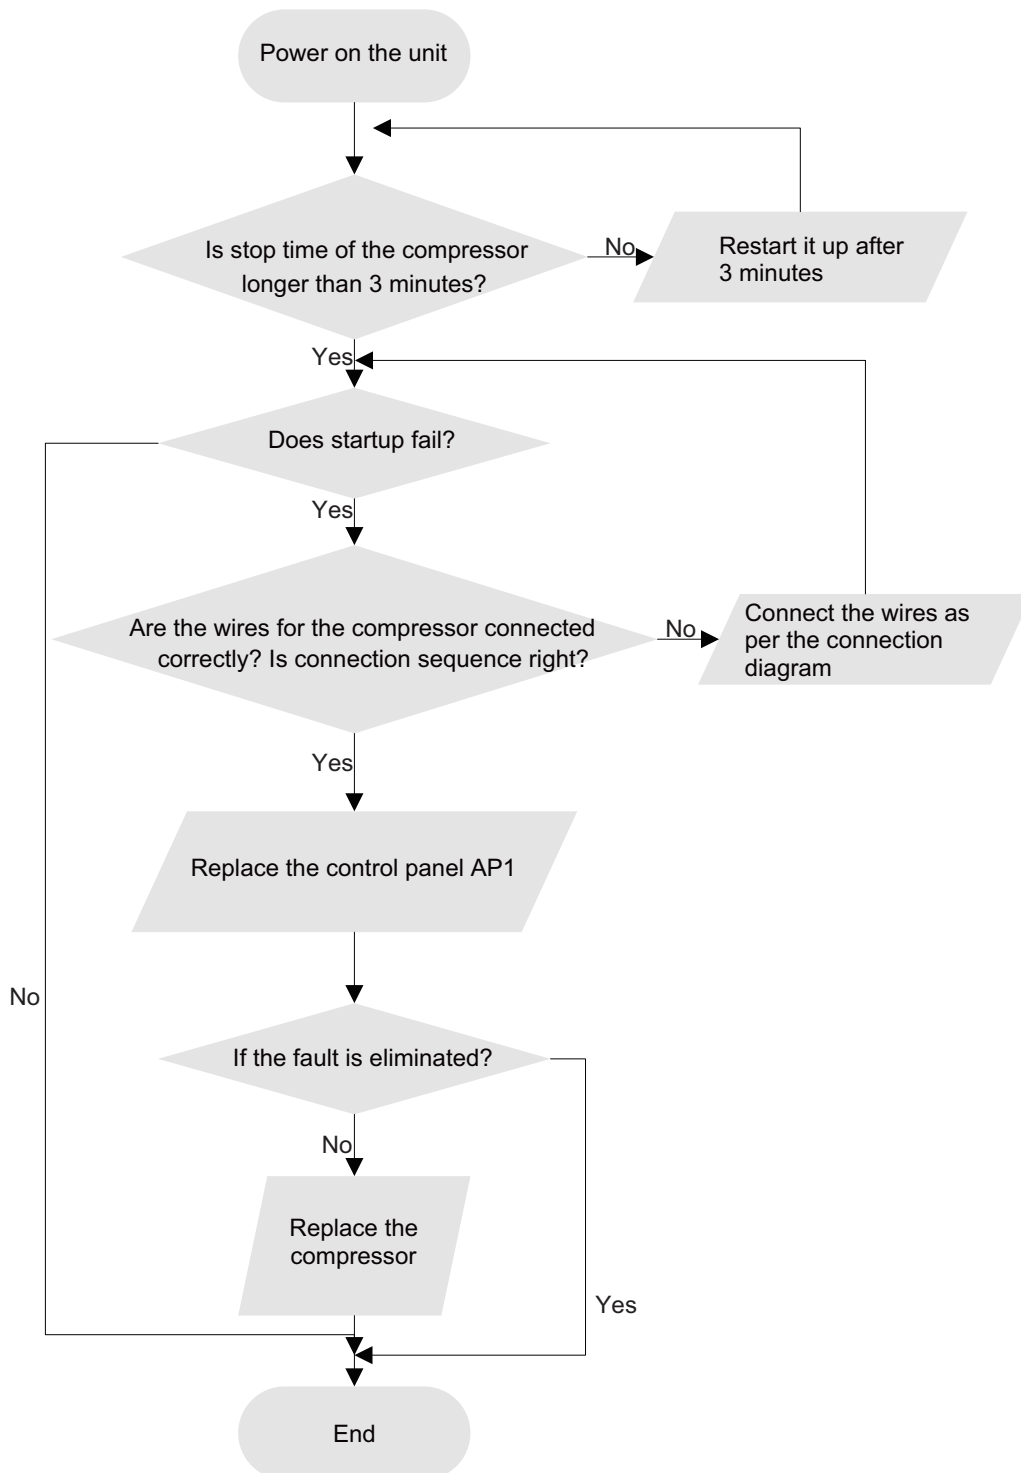 Power on the unit
Is stop time of the compressor
longer than 3 minutes?
No
Restart it up after
3 minutes
Yes
Does startup fail?
Yes
Are the wires for the compressor connected
correctly? Is connection sequence right?
No
Connect the wires as
per the connection
diagram
Yes
Replace the control panel AP1
No
If the fault is eliminated?
No
Replace the
compressor
Yes
End